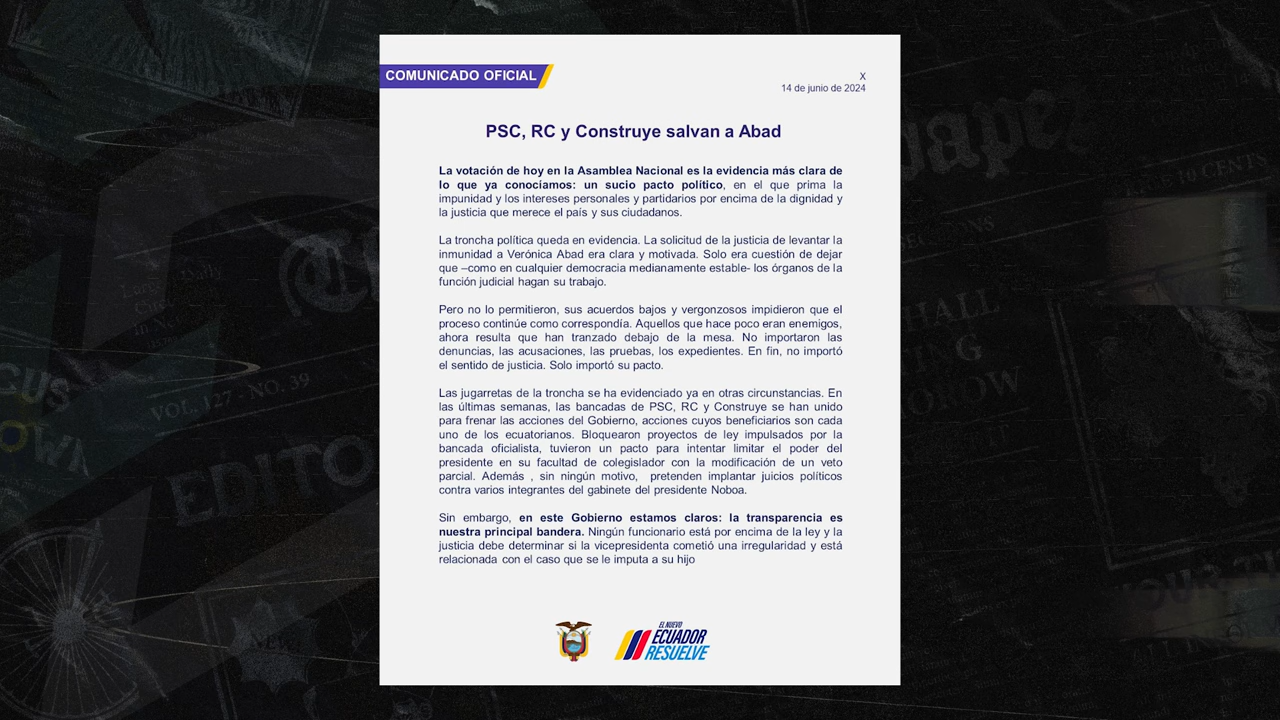 COMUNICADO OFICIAL
X
14 de junio de 2024
PSC, RC y Construye salvan a Abad
La votación de hoy en la Asamblea Nacional es la evidencia más clara de
lo que ya conocíamos: un sucio pacto político, en el que prima la
impunidad y los intereses personales y partidarios por encima de la dignidad y
la justicia que merece el país y sus ciudadanos.
La troncha política queda en evidencia. La solicitud de la justicia de levantar la
inmunidad a Verónica Abad era clara y motivada. Solo era cuestión de dejar
que –como en cualquier democracia medianamente estable- los órganos de la
función judicial hagan su trabajo.
Pero no lo permitieron, sus acuerdos bajos y vergonzosos impidieron que el
proceso continúe como correspondía. Aquellos que hace poco eran enemigos,
ahora resulta que han tranzado debajo de la mesa. No importaron las
denuncias, las acusaciones, las pruebas, los expedientes. En fin, no importó
el sentido de justicia. Solo importó su pacto.
Las jugarretas de la troncha se ha evidenciado ya en otras circunstancias. En
las últimas semanas, las bancadas de PSC, RC y Construye se han unido
para frenar las acciones del Gobierno, acciones cuyos beneficiarios son cada
uno de los ecuatorianos. Bloquearon proyectos de ley impulsados por la
bancada oficialista, tuvieron un pacto para intentar limitar el poder del
presidente en su facultad de colegislador con la modificación de un veto
parcial. Además , sin ningún motivo, pretenden implantar juicios políticos
contra varios integrantes del gabinete del presidente Noboa.
Sin embargo, en este Gobierno estamos claros: la transparencia es
nuestra principal bandera. Ningún funcionario está por encima de la ley y la
justicia debe determinar si la vicepresidenta cometió una irregularidad y está
relacionada con el caso que se le imputa a su hijo
EL NUEVO
ECUADOR
RESUELVE
VOL. 127 - NO. 39
EDITO
10 CENTS